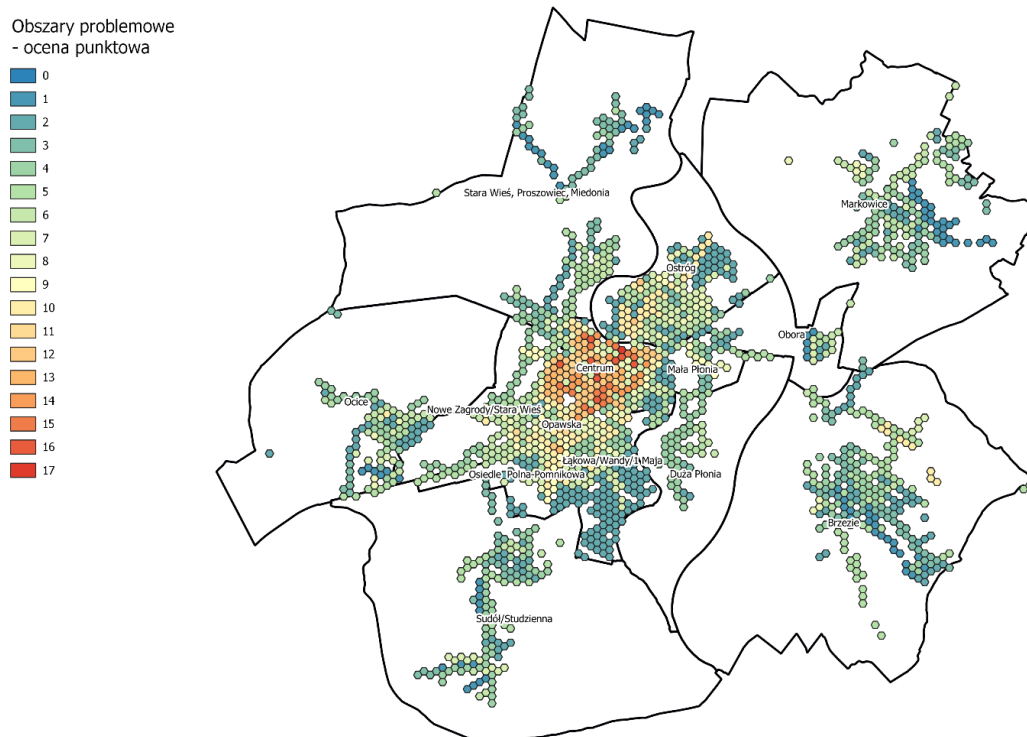 Obszary problemowe
- ocena punktowa
0
1
2
3
4
5
6
7
8
9
10
11
12
13
14
15
16
17
Stara Wieś, Proszowiec, Miedonia
Markowice
Ostróg
Obora
Centrum
Mała Płonia
Ocice
Nowe Zagrody/Stara Wieś
Opawska
Łąkowa/Wandy/1 Maja
Osiedle Polna-Pomnikowa
Duża Płonia
Brzezie
Sudół/Studzienna